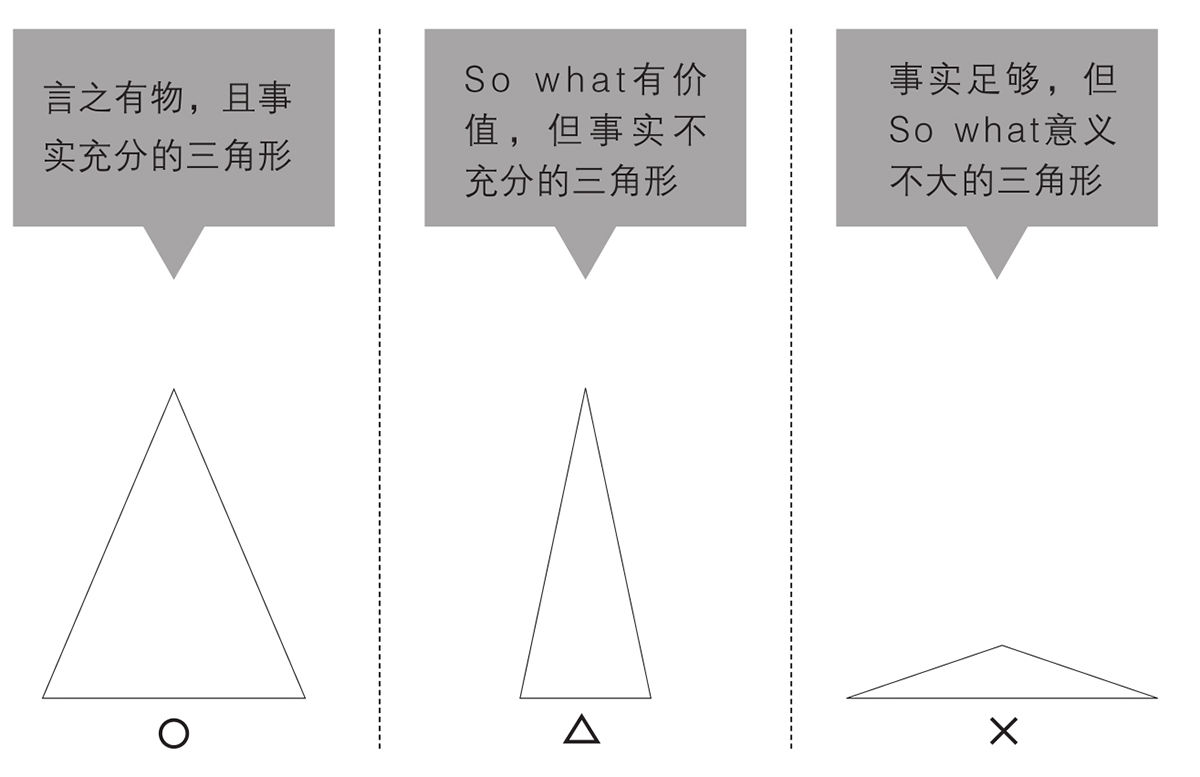 言之有物，且事
实充分的三角形
So what有价
值，但事实不
充分的三角形
事实足够，但
So what意义
不大的三角形